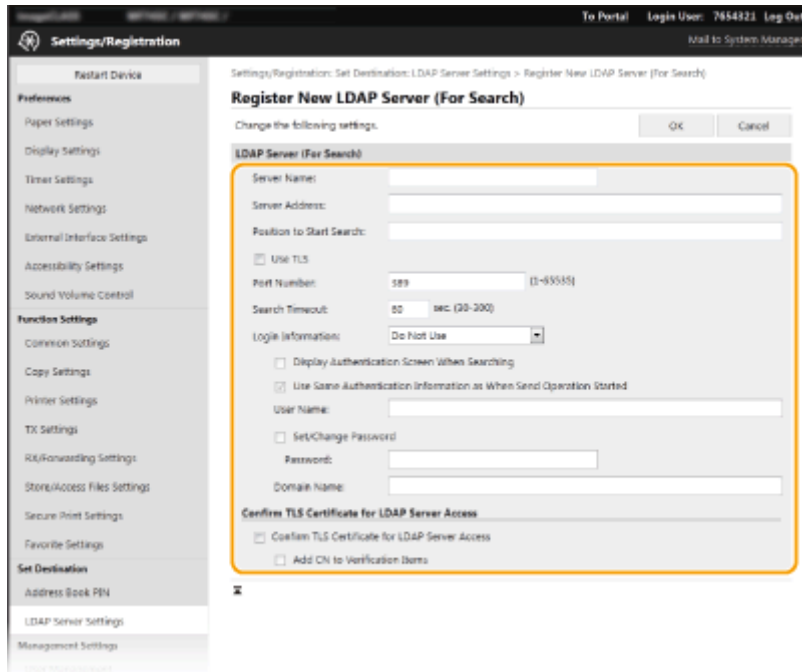 To Portal Login User: 7654321 Log Out
Settings/Registration
Mail to System Manager
Restart Device
Preferences
Paper Settings
Display Settings
Timer Settings
Network Settings
External Interface Settings
Accessibility Settings
Sound Volume Control
Function Settings
Common Settings
Copy Settings
Printer Settings
TX Settings
RX/Forwarding Settings
Store/Access Files Settings
Secure Print Settings
Favorite Settings
Set Destination
Address Book PIN
LDAP Server Settings
Management Settings
Settings/Registration: Set Destination: LDAP Server Settings > Register New LDAP Server (For Search)
Register New LDAP Server (For Search)
Change the following settings.
OK
Cancel
LDAP Server (For Search)
Server Name:
Server Address:
Position to Start Search:
Use TLS
Port Number: 389 (1-65535)
Search Timeout: 60 sec. (30-300)
Login Information: Do Not Use
Display Authentication Screen When Searching
Use Same Authentication Information as When Send Operation Started
User Name:
Set/Change Password
Password:
Domain Name:
Confirm TLS Certificate for LDAP Server Access
Confirm TLS Certificate for LDAP Server Access
Add CN to Verification Items